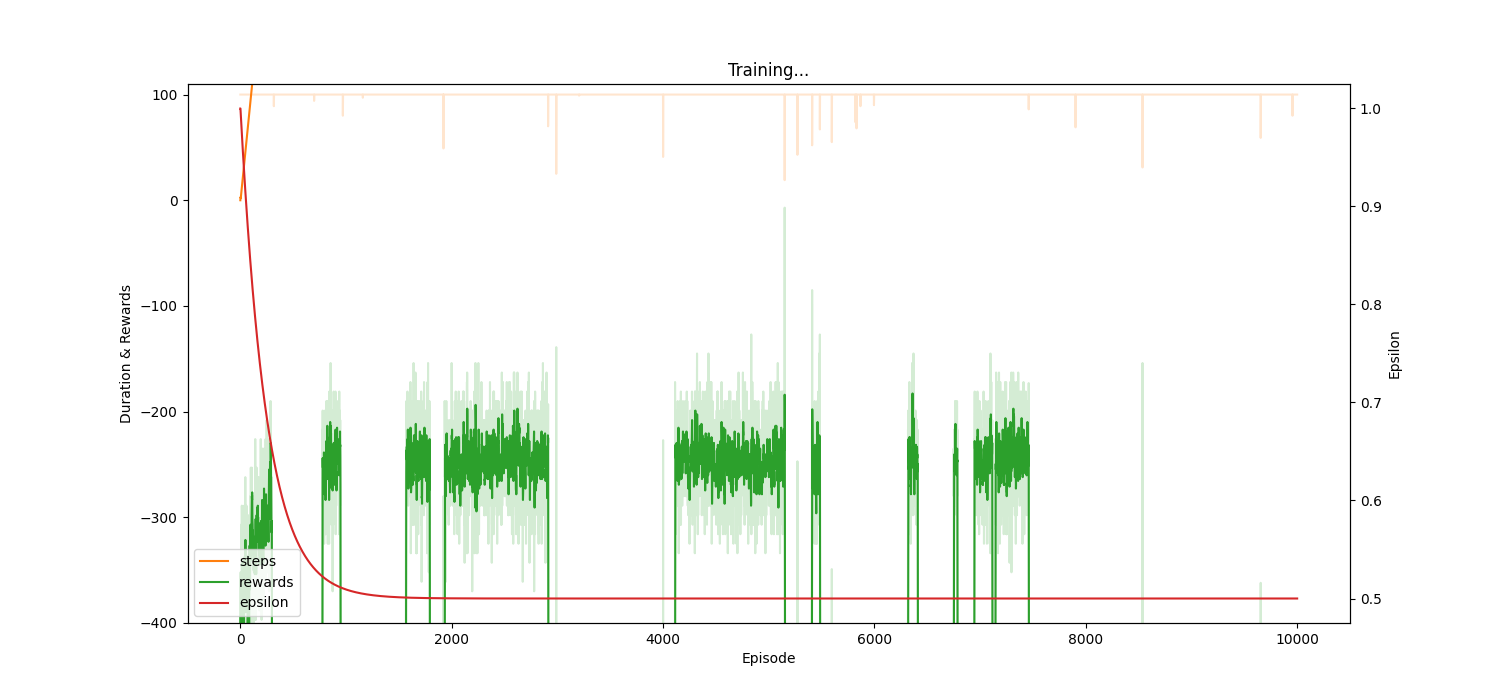 Training...
100
0
−100
−200
−300
−400
Duration & Rewards
1.0
0.9
0.8
0.7
0.6
0.5
Epsilon
steps
rewards
epsilon
0
2000
4000
6000
8000
10000
Episode